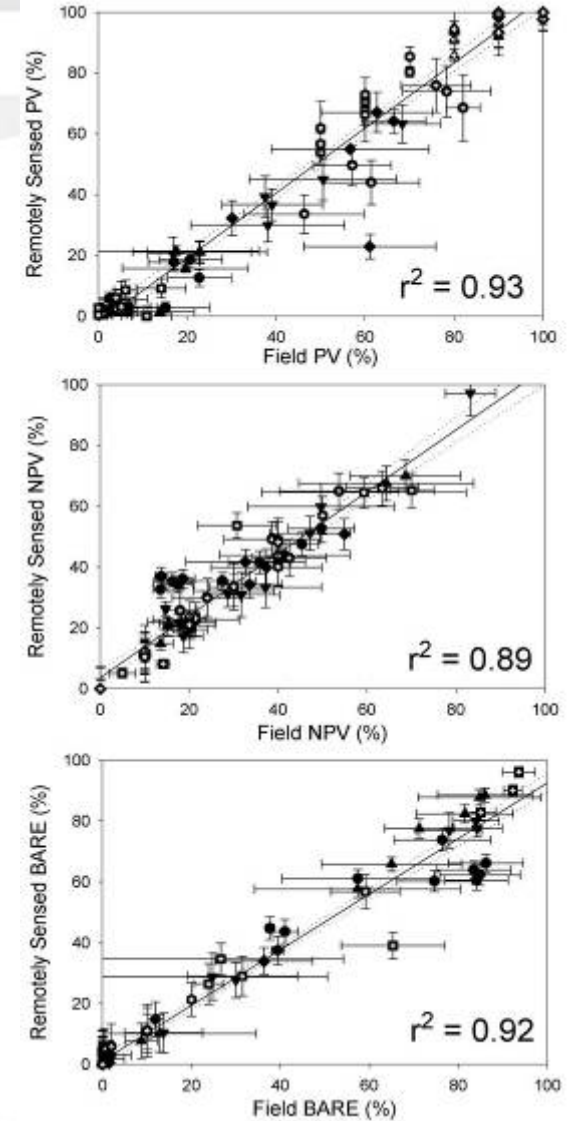 100
80
60
40
20
0
Remotely Sensed PV (%)
r² = 0.93
0 20 40 60 80 100
Field PV (%)
100
80
60
40
20
0
Remotely Sensed NPV (%)
r² = 0.89
0 20 40 60 80 100
Field NPV (%)
100
80
60
40
20
0
Remotely Sensed BARE (%)
r² = 0.92
0 20 40 60 80 100
Field BARE (%)